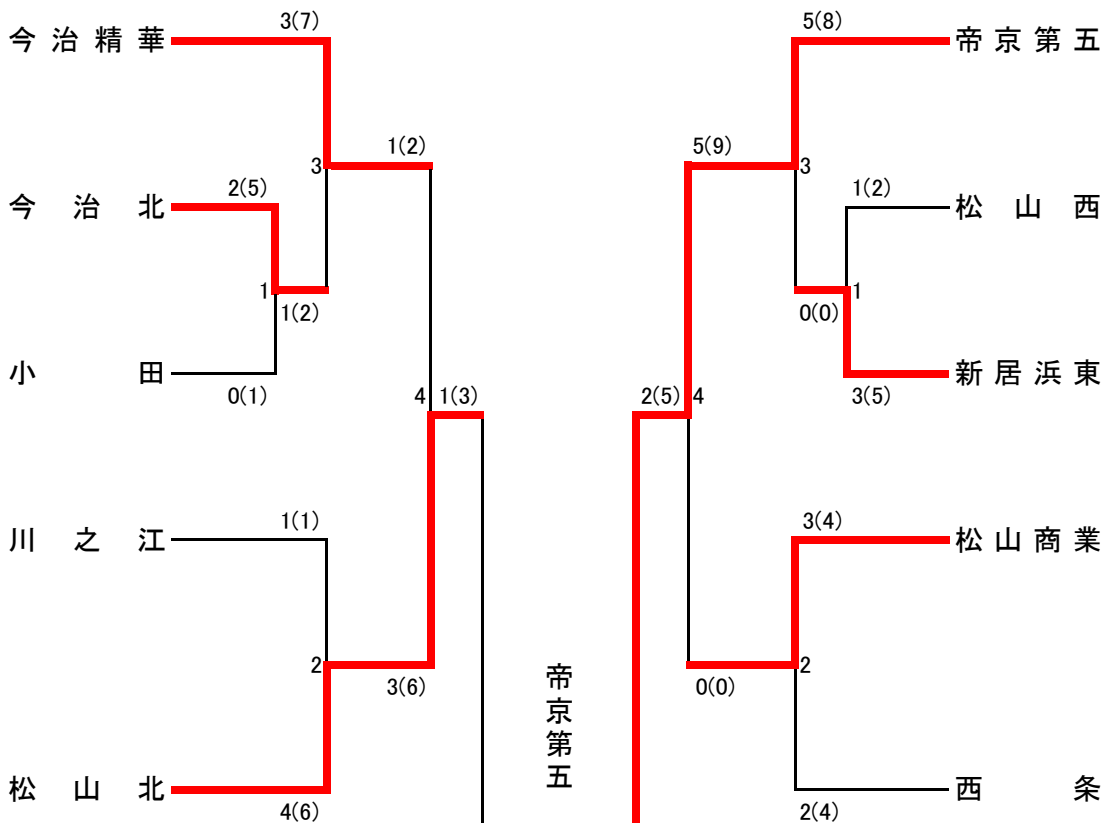 3(7)
5(8)
今治精華
帝京第五
1(2)
5(9)
3
3
2(5)
1(2)
今治北
松山西
1
1
1(2)
0(0)
小田
新居浜東
0(1)
4
1(3)
2(5)
4
3(5)
1(1)
3(4)
川之江
松山商業
2
2
3(6)
0(0)
帝京第五
松山北
西条
4(6)
2(4)